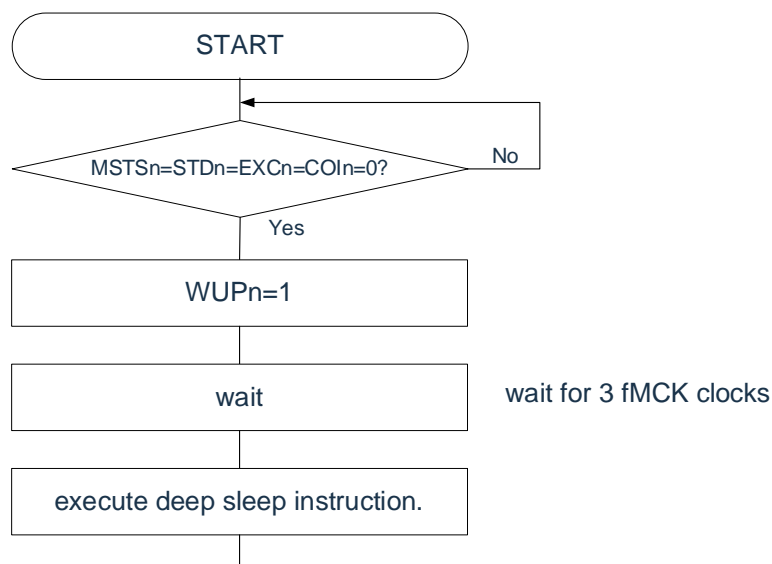 START
MSTSn=STDn=EXCn=COIn=0?
No
Yes
WUPn=1
wait
wait for 3 fMCK clocks
execute deep sleep instruction.